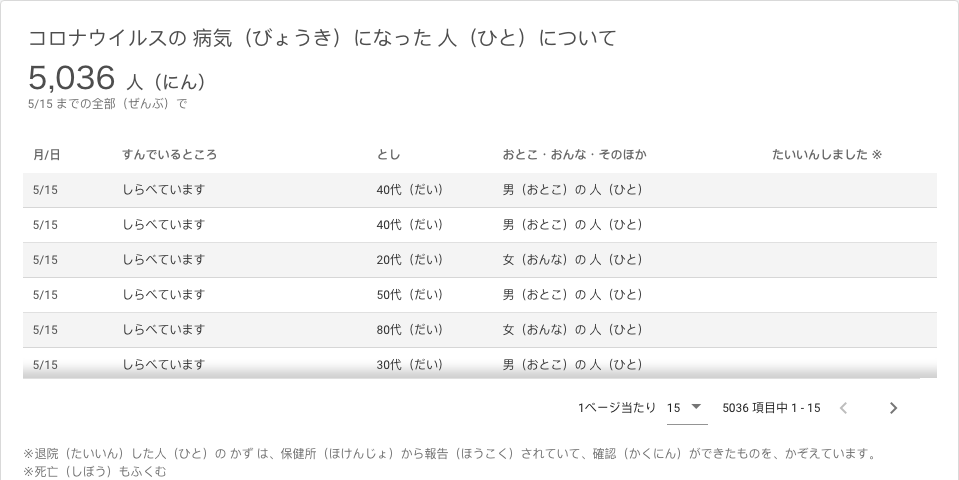 コロナウイルスの 病気（びょうき）になった 人（ひと）について
5,036 人（にん）
5/15 までの全部（ぜんぶ）で
月/日 すんでいるところ とし おとこ・おんな・そのほか たいいんしました ※
5/15 しらべています 40代（だい） 男（おとこ）の 人（ひと）
5/15 しらべています 40代（だい） 男（おとこ）の 人（ひと）
5/15 しらべています 20代（だい） 女（おんな）の 人（ひと）
5/15 しらべています 50代（だい） 男（おとこ）の 人（ひと）
5/15 しらべています 80代（だい） 女（おんな）の 人（ひと）
5/15 しらべています 30代（だい） 男（おとこ）の 人（ひと）
1ページ当たり 15 5036 項目中 1 - 15
※退院（たいいん）した人（ひと）の かず は、保健所（ほけんじょ）から報告（ほうこく）されていて、確認（かくにん）ができたものを、かぞえています。
※死亡（しぼう）もふくむ